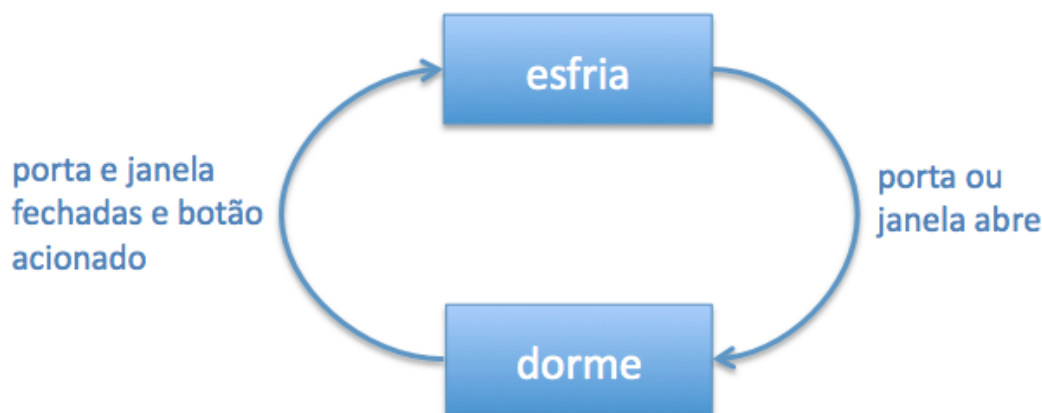 esfria
porta e janela
fechadas e botão
acionado
porta ou
janela abre
dorme